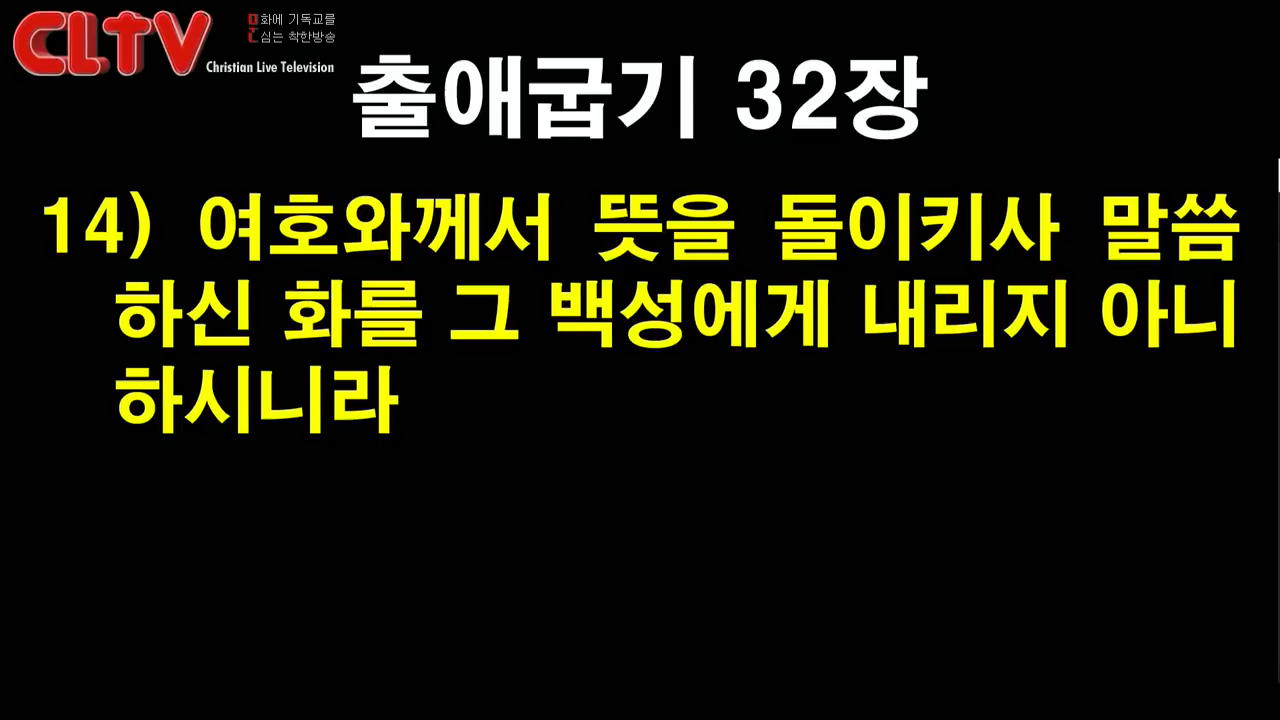 CLTV
문화에 기독교를
심는 착한방송
Christian Live Television
출애굽기 32장
14) 여호와께서 뜻을 돌이키사 말씀
하신 화를 그 백성에게 내리지 아니
하시니라